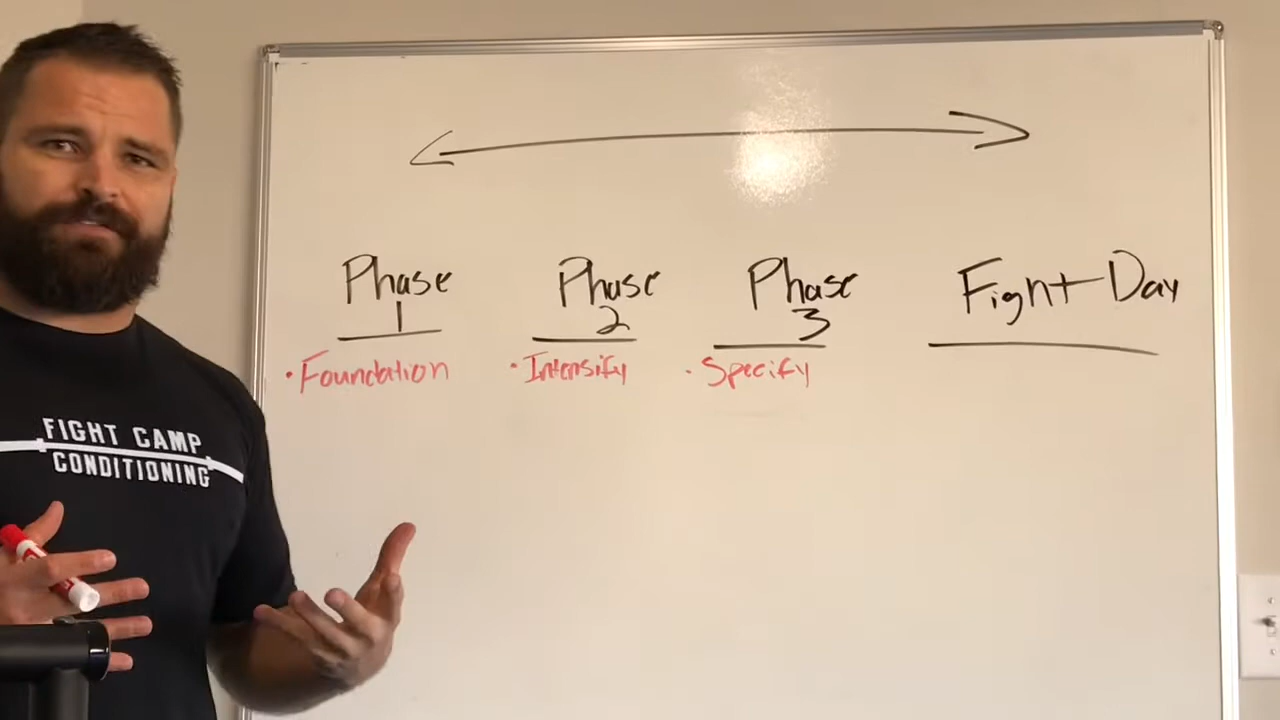 Phase
1
Phase
2
Phase
3
Fight Day
• Foundation
• Intensify
• Specify
FIGHT CAMP
CONDITIONING